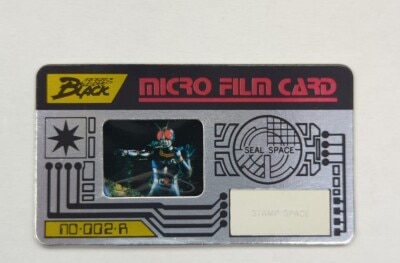 BLACK
MICRO FILM CARD
SEAL SPACE
STAMP SPACE
NO-002-A